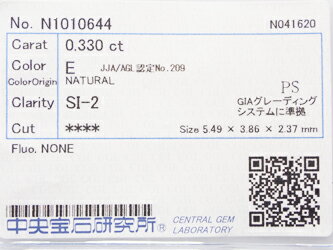 No. N1010644 N041620
Carat 0.330 ct
Color E JJA/AGL認定No.209
ColorOrigin NATURAL
Clarity SI-2 PS
GIAグレーディング
システムに準拠
Cut ****
Size 5.49 × 3.86 × 2.37 mm
Fluo. NONE
中央宝石研究所® CENTRAL GEM
LABORATORY